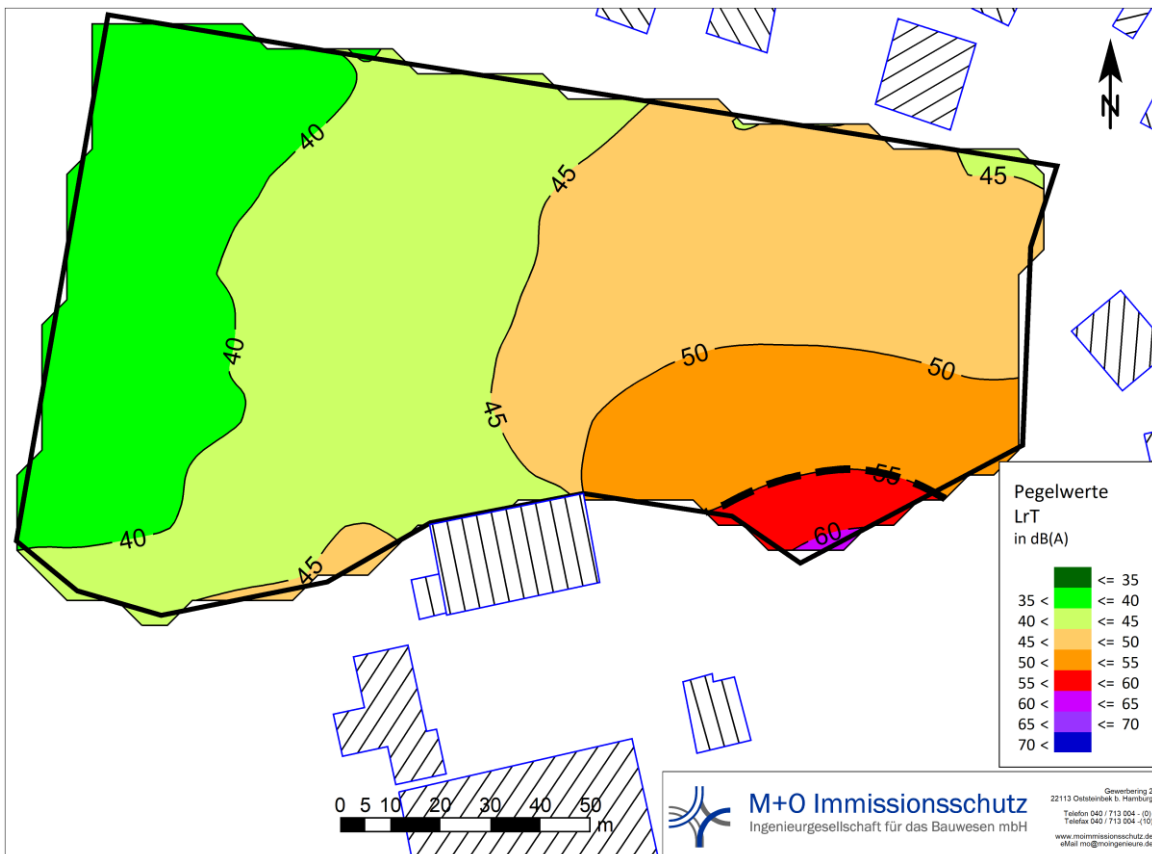 N
40
45
45
40
50
50
45
55
40
60
45
Pegelwerte
LrT
in dB(A)
<= 35
35 < <= 40
40 < <= 45
45 < <= 50
50 < <= 55
55 < <= 60
60 < <= 65
65 < <= 70
70 <
0 5 10 20 30 40 50
m
M+O Immissionsschutz
Ingenieurgesellschaft für das Bauwesen mbH
Gewerbering 2
22113 Oststeinbek b. Hamburg
Telefon 040 / 713 004 - (0)
Telefax 040 / 713 004 -(10)
www.moimmissionsschutz.de
eMail mo@moingenieure.de